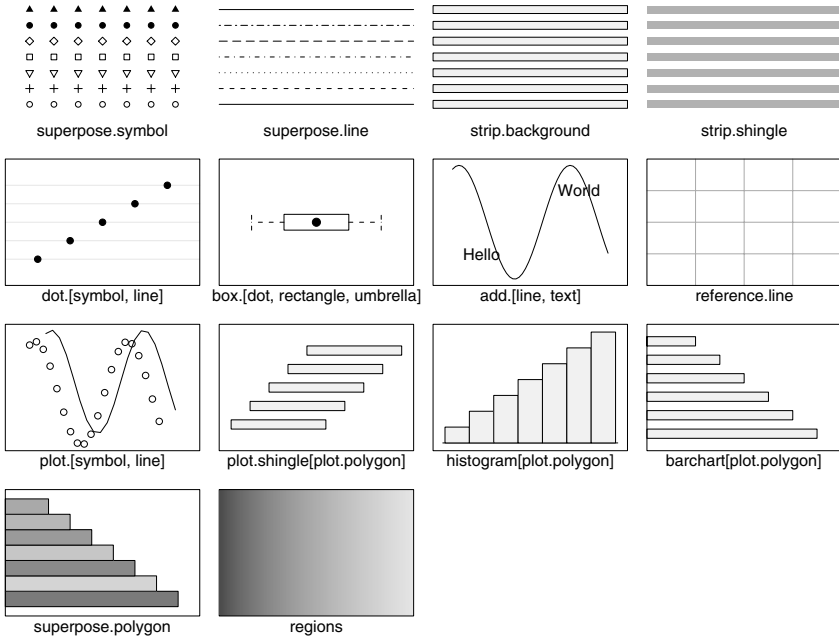 superpose.symbol
superpose.line
strip.background
strip.shingle
World
Hello
dot.[symbol, line]
box.[dot, rectangle, umbrella]
add.[line, text]
reference.line
plot.[symbol, line]
plot.shingle[plot.polygon]
histogram[plot.polygon]
barchart[plot.polygon]
superpose.polygon
regions